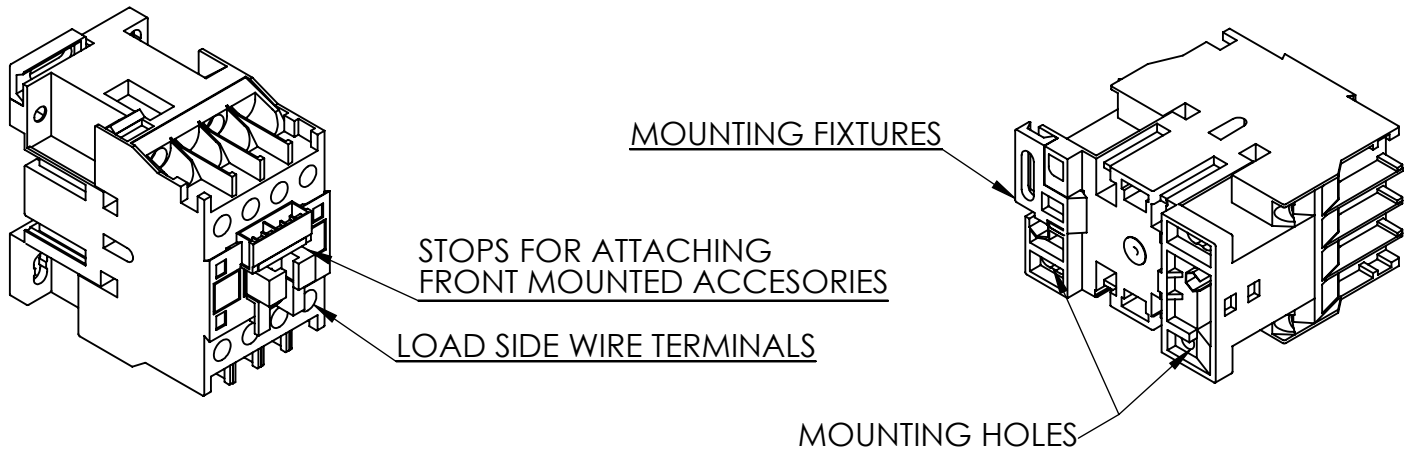 MOUNTING FIXTURES
STOPS FOR ATTACHING
FRONT MOUNTED ACCESORIES
LOAD SIDE WIRE TERMINALS
MOUNTING HOLES